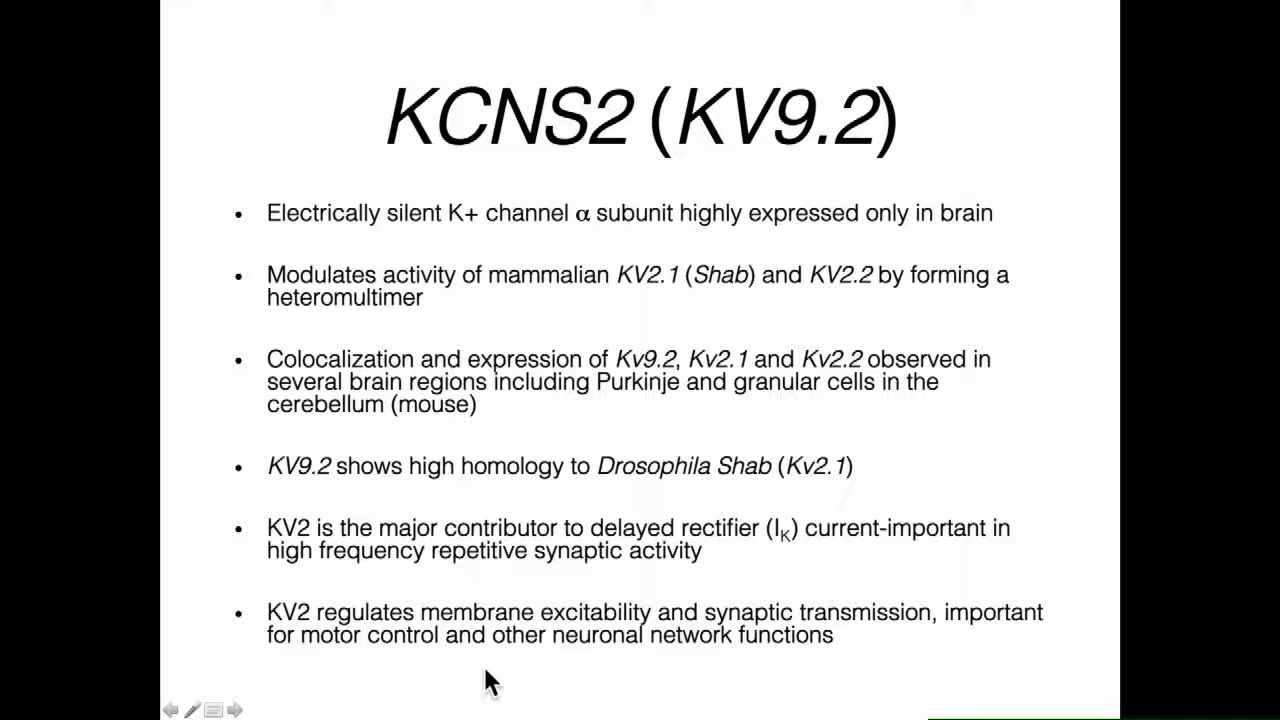 KCNS2 (KV9.2)
• Electrically silent K+ channel α subunit highly expressed only in brain
• Modulates activity of mammalian KV2.1 (Shab) and KV2.2 by forming a
heteromultimer
• Colocalization and expression of Kv9.2, Kv2.1 and Kv2.2 observed in
several brain regions including Purkinje and granular cells in the
cerebellum (mouse)
• KV9.2 shows high homology to Drosophila Shab (Kv2.1)
• KV2 is the major contributor to delayed rectifier (IK) current-important in
high frequency repetitive synaptic activity
• KV2 regulates membrane excitability and synaptic transmission, important
for motor control and other neuronal network functions